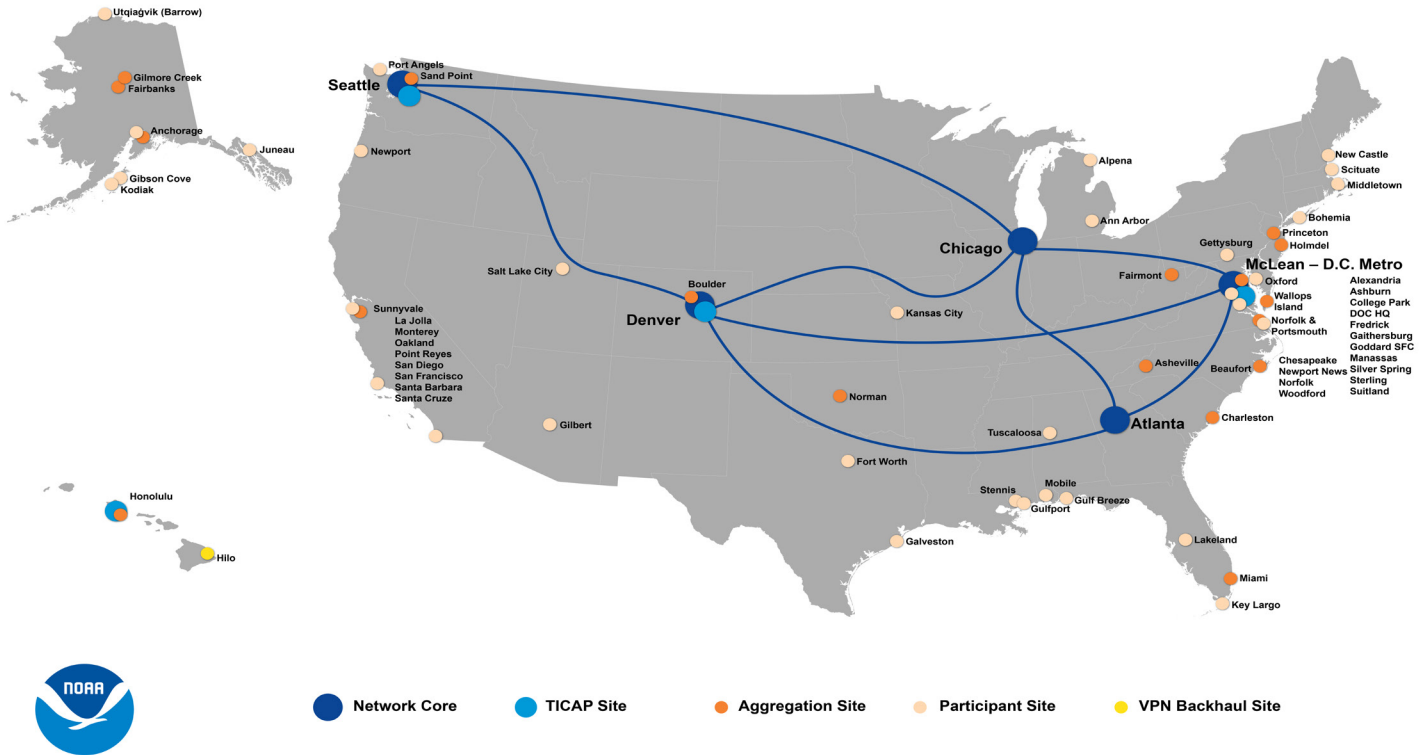 Utqiaġvik (Barrow)
Gilmore Creek
Fairbanks
Anchorage
Juneau
Gibson Cove
Kodiak
Port Angels
Sand Point
Seattle
Newport
Salt Lake City
Sunnyvale
La Jolla
Monterey
Oakland
Point Reyes
San Diego
San Francisco
Santa Barbara
Santa Cruze
Gilbert
Boulder
Denver
Kansas City
Norman
Fort Worth
Galveston
Chicago
Alpena
Ann Arbor
Tuscaloosa
Stennis
Gulfport
Mobile
Gulf Breeze
Atlanta
Asheville
Fairmont
Gettysburg
New Castle
Scituate
Middletown
Bohemia
Princeton
Holmdel
McLean – D.C. Metro
Oxford
Wallops
Island
Norfolk &
Portsmouth
Alexandria
Ashburn
College Park
DOC HQ
Fredrick
Gaithersburg
Goddard SFC
Manassas
Silver Spring
Sterling
Suitland
Beaufort
Chesapeake
Newport News
Norfolk
Woodford
Charleston
Lakeland
Miami
Key Largo
Honolulu
Hilo
NOAA
Network Core
TICAP Site
Aggregation Site
Participant Site
VPN Backhaul Site